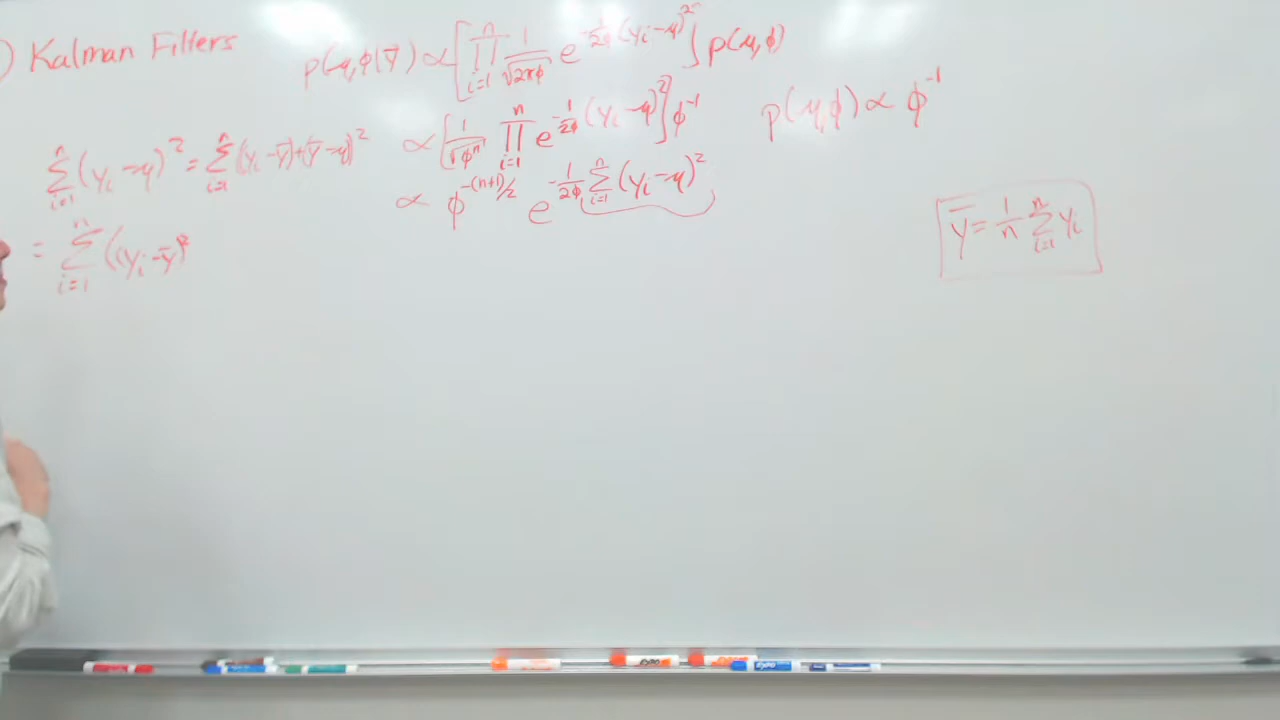 ) Kalman Filters
p(μ,φ|y̅) ∝ [∏_{i=1}^{n} 1/√(2πφ) e^{-1/(2φ) (y_i-μ)^2}] p(μ,φ)
∝ [1/√φ^n ∏_{i=1}^{n} e^{-1/(2φ) (y_i-μ)^2}] φ^{-1}
p(μ,φ) ∝ φ^{-1}
∝ φ^{-(n+1)/2} e^{-1/(2φ) ∑_{i=1}^{n} (y_i-μ)^2}
∑_{i=1}^{n} (y_i-μ)^2 = ∑_{i=1}^{n} (y_i-y̅)+(y̅-μ))^2
= ∑_{i=1}^{n} ((y_i-y̅)^2
y̅ = 1/n ∑_{i=1}^{n} y_i
EXPO